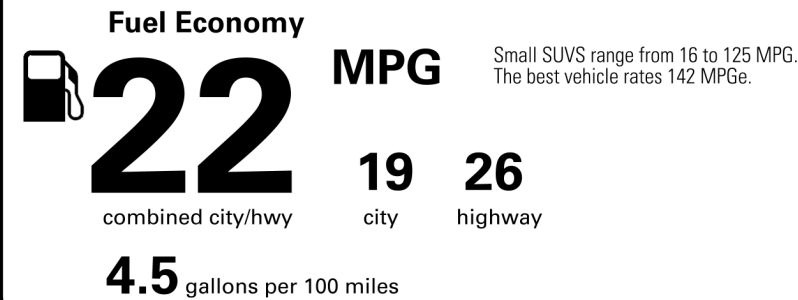 Fuel Economy
22
MPG
Small SUVS range from 16 to 125 MPG.
The best vehicle rates 142 MPGe.
19 26
combined city/hwy city highway
4.5 gallons per 100 miles